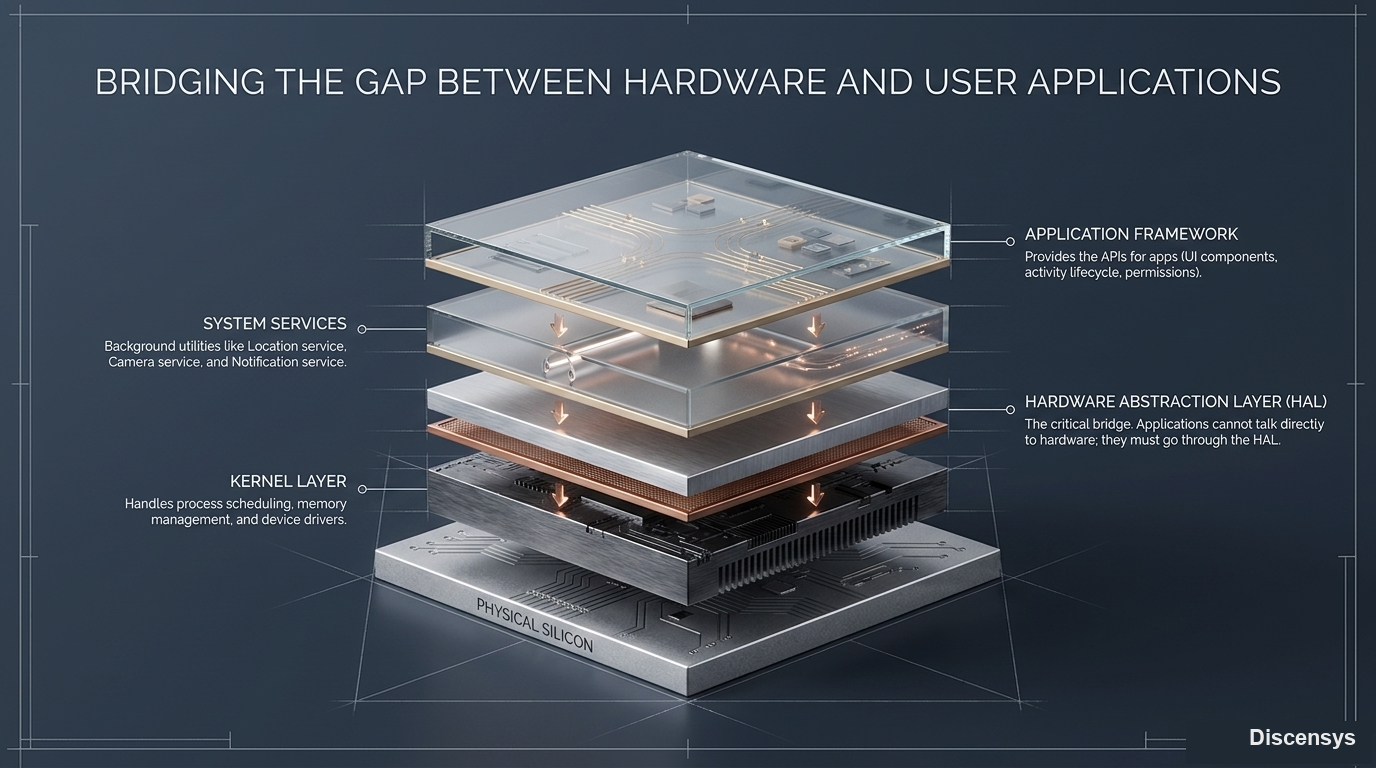 BRIDGING THE GAP BETWEEN HARDWARE AND USER APPLICATIONS
APPLICATION FRAMEWORK
Provides the APIs for apps (UI components,
activity lifecycle, permissions).
SYSTEM SERVICES
Background utilities like Location service,
Camera service, and Notification service.
HARDWARE ABSTRACTION LAYER (HAL)
The critical bridge. Applications cannot talk directly
to hardware; they must go through the HAL.
KERNEL LAYER
Handles process scheduling, memory
management, and device drivers.
PHYSICAL SILICON
Discensys